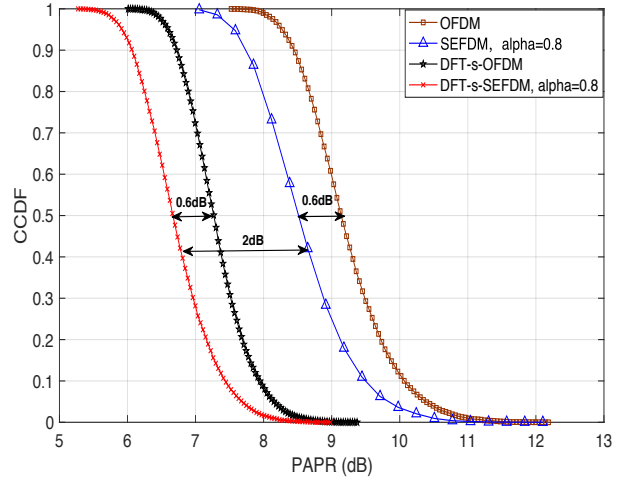 1
0.9
0.8
0.7
0.6
0.5
0.4
0.3
0.2
0.1
0
CCDF
OFDM
SEFDM, alpha=0.8
DFT-s-OFDM
DFT-s-SEFDM, alpha=0.8
0.6dB
0.6dB
2dB
5 6 7 8 9 10 11 12 13
PAPR (dB)